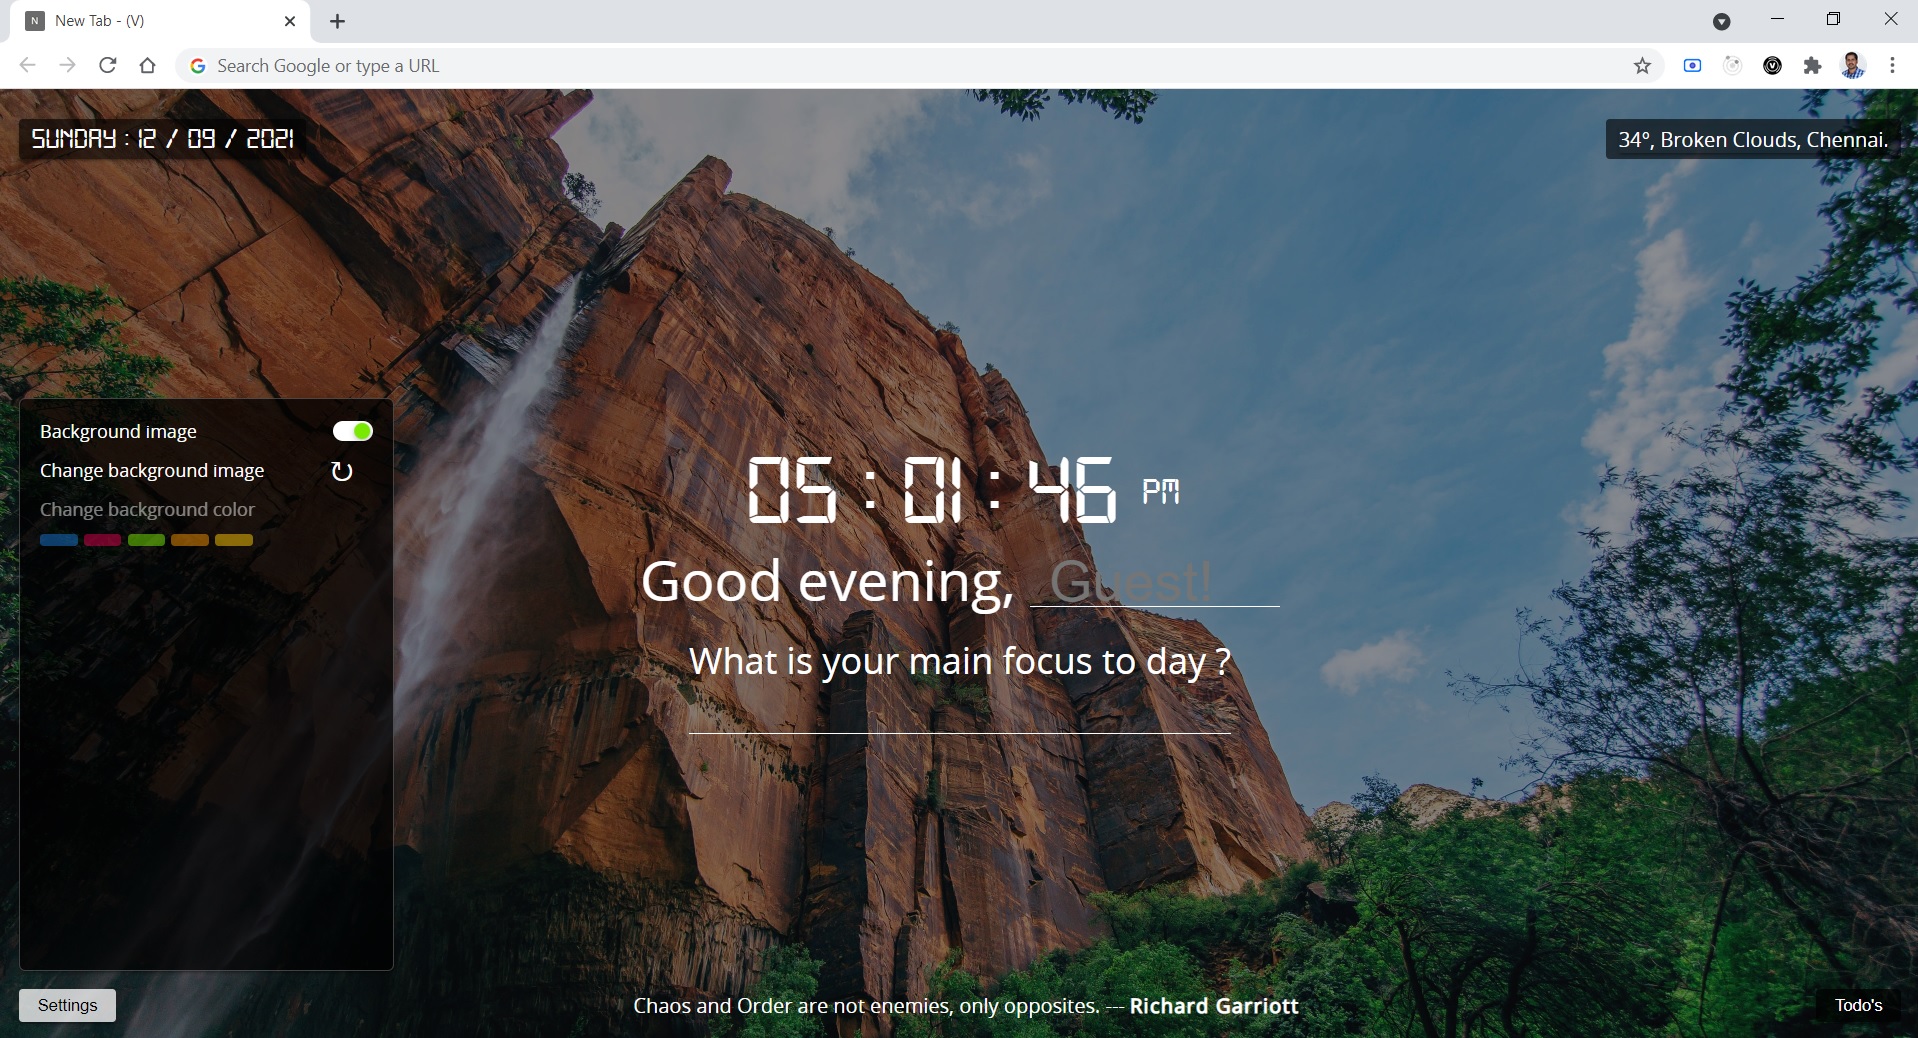 N New Tab - (V)
Search Google or type a URL
SUNDAY : 12 / 09 / 2021
34°, Broken Clouds, Chennai.
Background image
Change background image
Change background color
05 : 01 : 46 PM
Good evening, Guest!
What is your main focus to day ?
Settings
Chaos and Order are not enemies, only opposites. --- Richard Garriott
Todo's